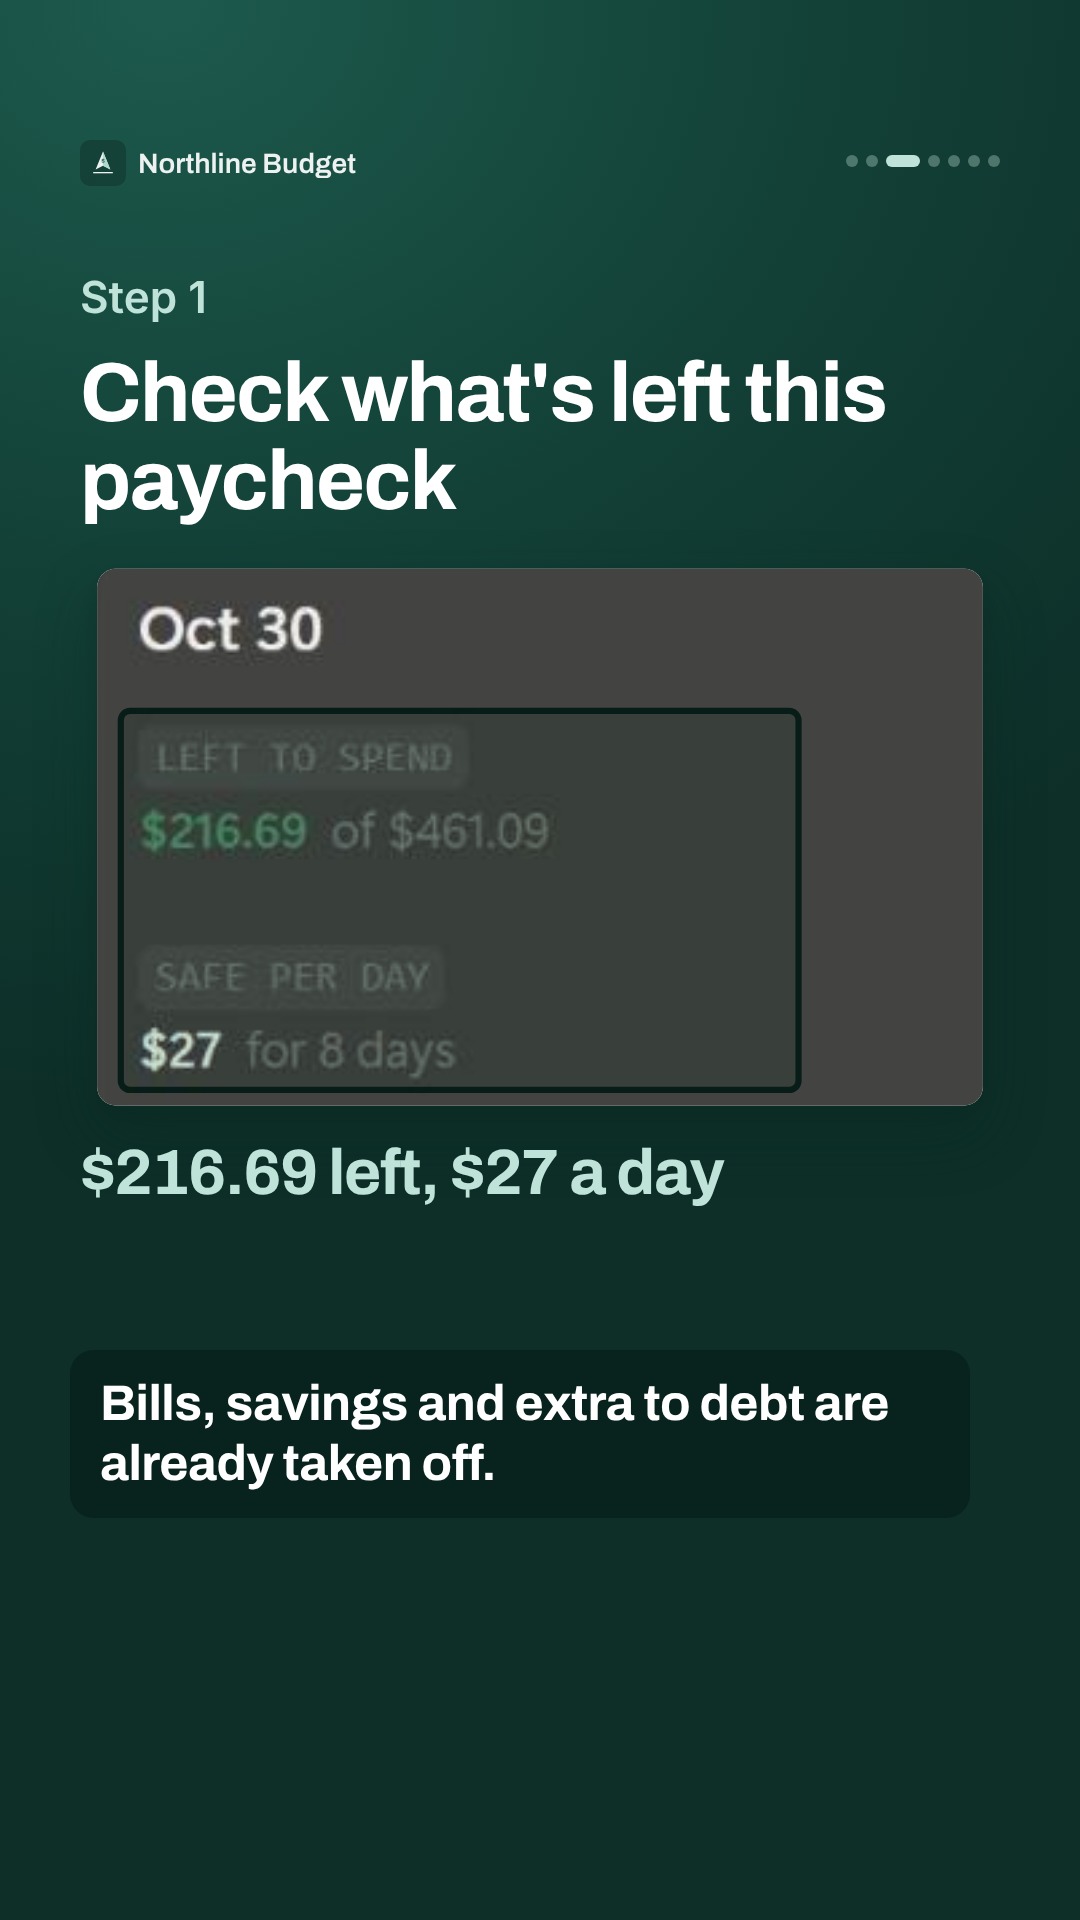 Northline Budget
Step 1
Check what's left this
paycheck
Oct 30
LEFT TO SPEND
$216.69 of $461.09
SAFE PER DAY
$27 for 8 days
$216.69 left, $27 a day
Bills, savings and extra to debt are
already taken off.